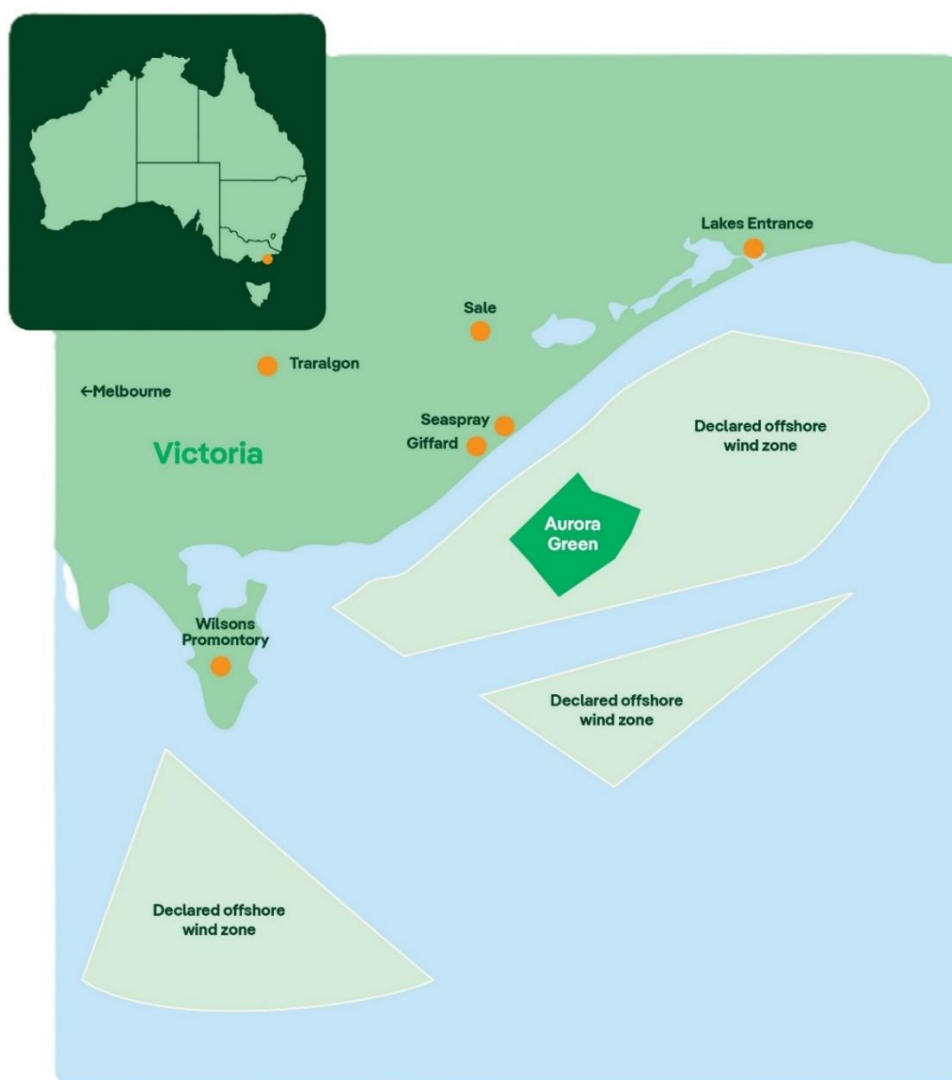 Lakes Entrance
Sale
Traralgon
←Melbourne
Seaspray
Giffard
Victoria
Declared offshore
wind zone
Aurora
Green
Wilsons
Promontory
Declared offshore
wind zone
Declared offshore
wind zone